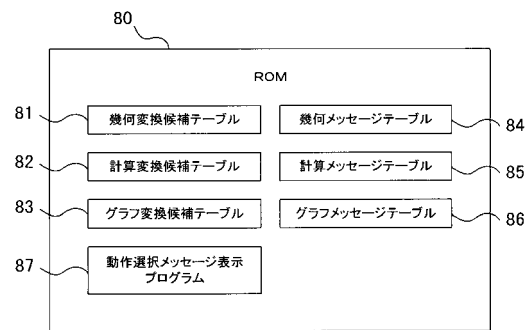 80
ROM
81
幾何変換候補テーブル
幾何メッセージテーブル
84
82
計算変換候補テーブル
計算メッセージテーブル
85
83
グラフ変換候補テーブル
グラフメッセージテーブル
86
87
動作選択メッセージ表示
プログラム